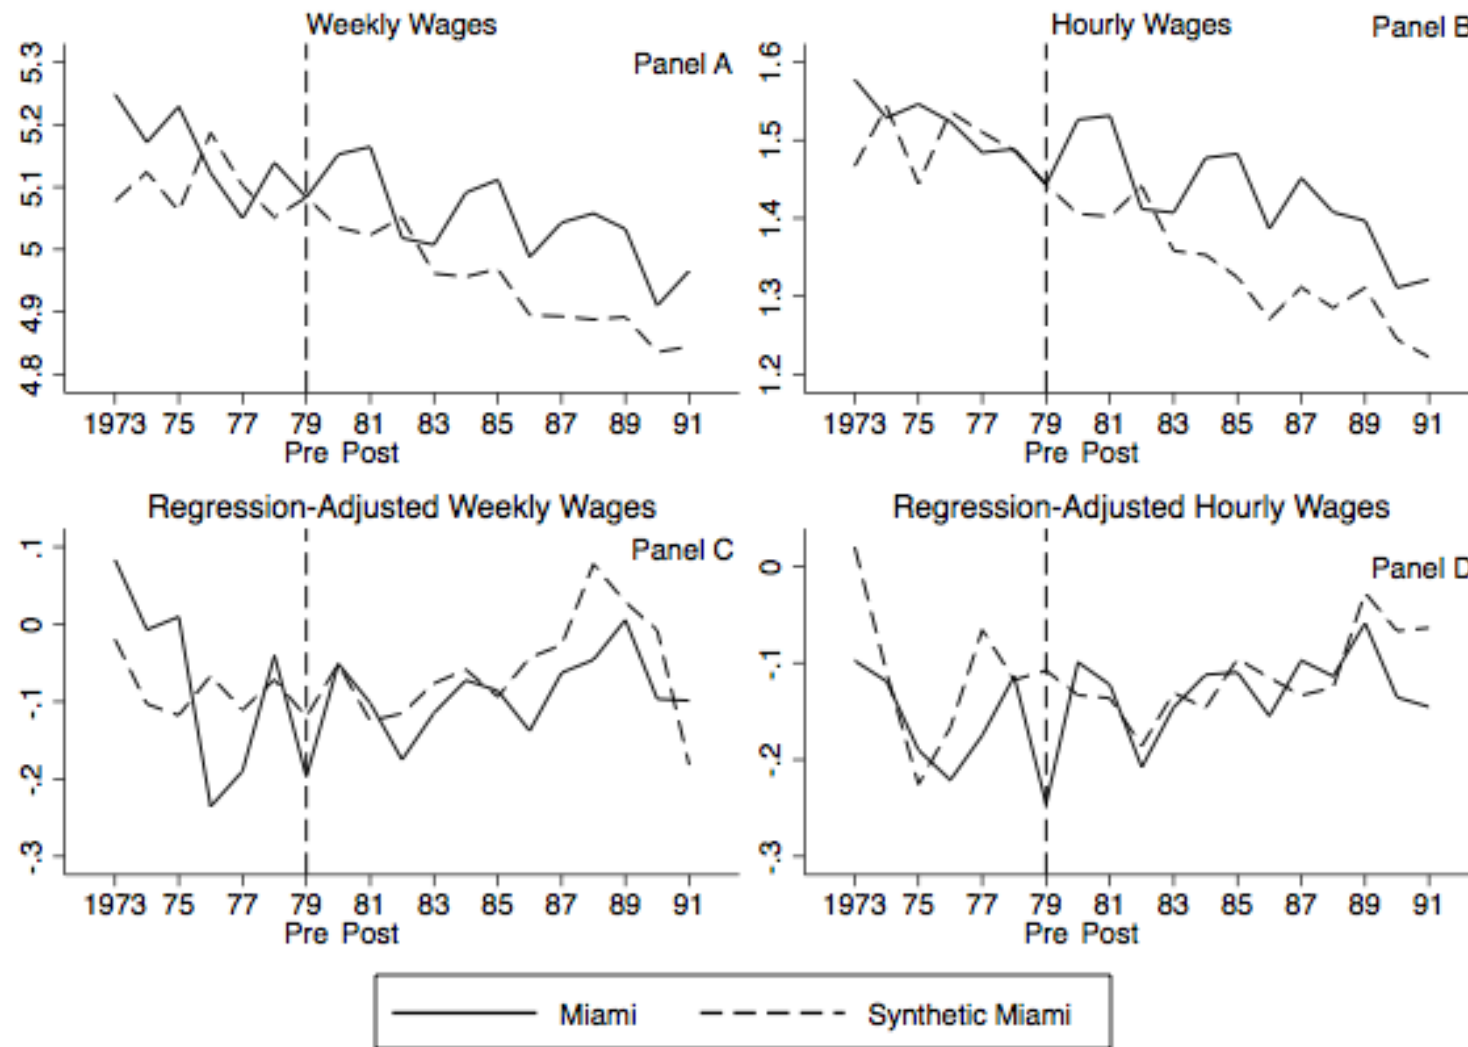 Weekly Wages
Panel A
5.3
5.2
5.1
5
4.9
4.8
1973 75 77 79 81 83 85 87 89 91
Pre Post
Hourly Wages
Panel B
1.6
1.5
1.4
1.3
1.2
1973 75 77 79 81 83 85 87 89 91
Pre Post
Regression-Adjusted Weekly Wages
Panel C
.1
0
-.1
-.2
-.3
1973 75 77 79 81 83 85 87 89 91
Pre Post
Regression-Adjusted Hourly Wages
Panel D
0
-.1
-.2
-.3
1973 75 77 79 81 83 85 87 89 91
Pre Post
Miami
Synthetic Miami